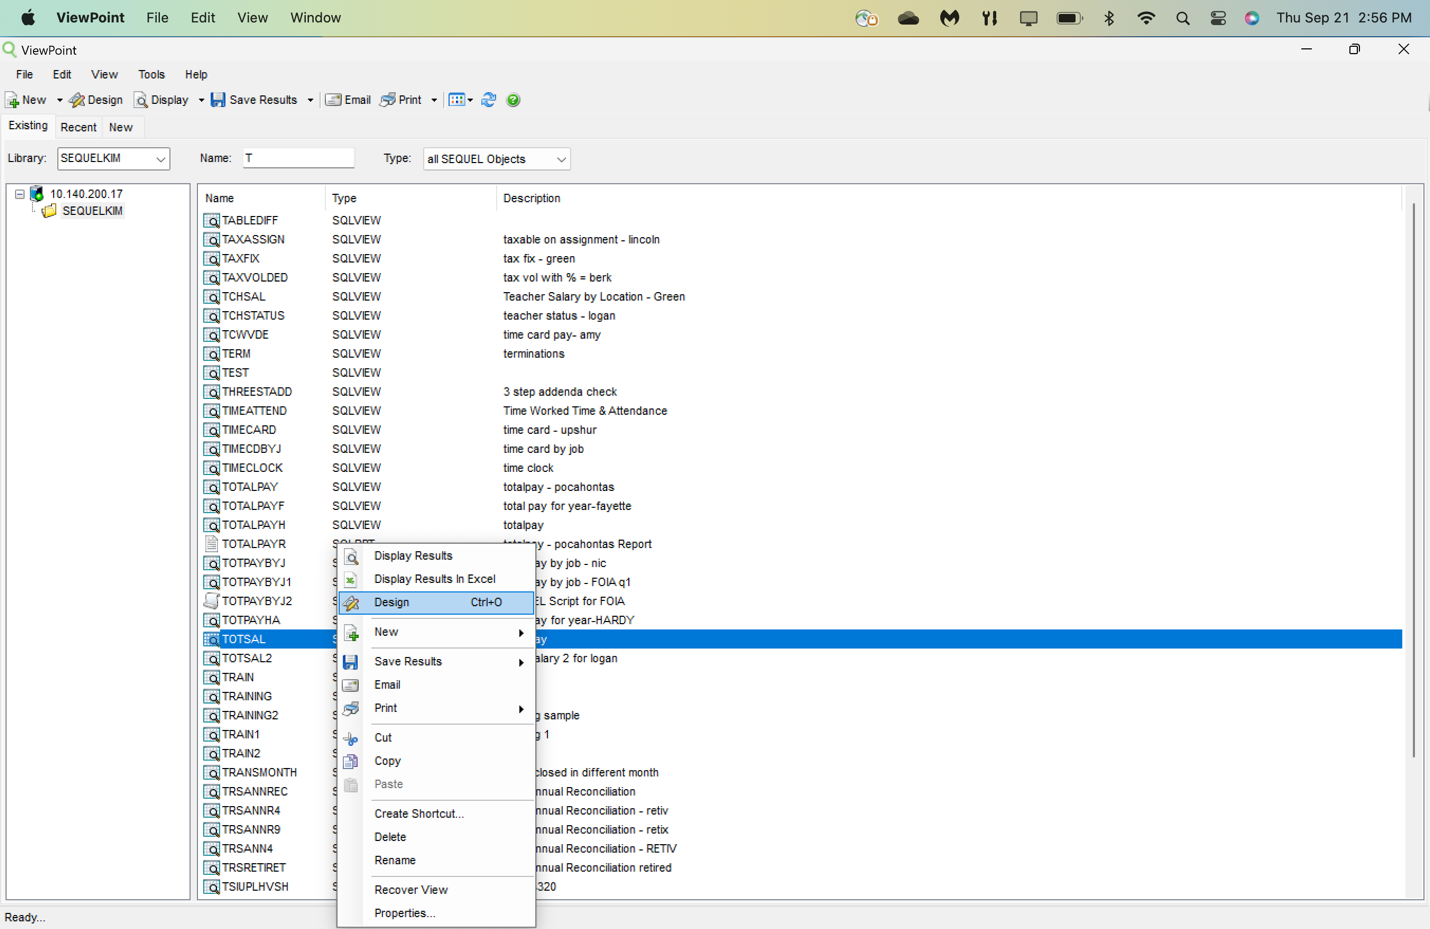 ViewPoint File Edit View Window Thu Sep 21 2:56 PM
ViewPoint
File Edit View Tools Help
New Design Display Save Results Email Print
Existing Recent New
Library: SEQUELKIM Name: T Type: all SEQUEL Objects
10.140.200.17
SEQUELKIM
Name Type Description
TABLEDIFF SQLVIEW
TAXASSIGN SQLVIEW taxable on assignment - lincoln
TAXFIX SQLVIEW tax fix - green
TAXVOLDED SQLVIEW tax vol with % = berk
TCHSAL SQLVIEW Teacher Salary by Location - Green
TCHSTATUS SQLVIEW teacher status - logan
TCWVDE SQLVIEW time card pay- amy
TERM SQLVIEW terminations
TEST SQLVIEW
THREESTADD SQLVIEW 3 step addenda check
TIMEATTEND SQLVIEW Time Worked Time & Attendance
TIMECARD SQLVIEW time card - upshur
TIMECDBYJ SQLVIEW time card by job
TIMECLOCK SQLVIEW time clock
TOTALPAY SQLVIEW totalpay - pocahontas
TOTALPAYF SQLVIEW total pay for year-fayette
TOTALPAYH SQLVIEW totalpay
TOTALPAYR SQLRPT totalpay - pocahontas Report
TOTPAYBYJ ay by job - nic
TOTPAYBYJ1 ay by job - FOIA q1
TOTPAYBYJ2 EL Script for FOIA
TOTPAYHA ay for year-HARDY
TOTSAL ay
TOTSAL2 alary 2 for logan
TRAIN
TRAINING
TRAINING2 g sample
TRAIN1 g 1
TRAIN2
TRANSMONTH closed in different month
TRSANNREC nnual Reconciliation
TRSANNR4 nnual Reconciliation - retiv
TRSANNR9 nnual Reconciliation - retix
TRSANN4 nnual Reconciliation - RETIV
TRSRETIRET nnual Reconciliation retired
TSIUPLHVSH 320
Display Results
Display Results In Excel
Design Ctrl+O
New
Save Results
Email
Print
Cut
Copy
Paste
Create Shortcut...
Delete
Rename
Recover View
Properties...
Ready...